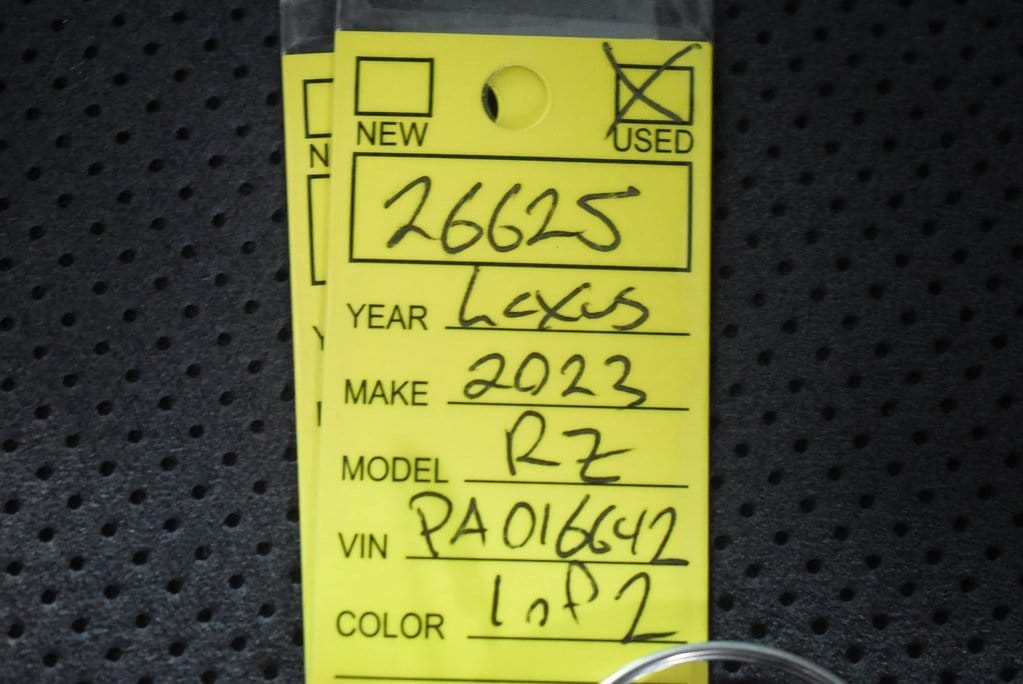 NEW USED
26625
YEAR Lexus
MAKE 2023
MODEL RZ
VIN PA016642
COLOR 1 of 2